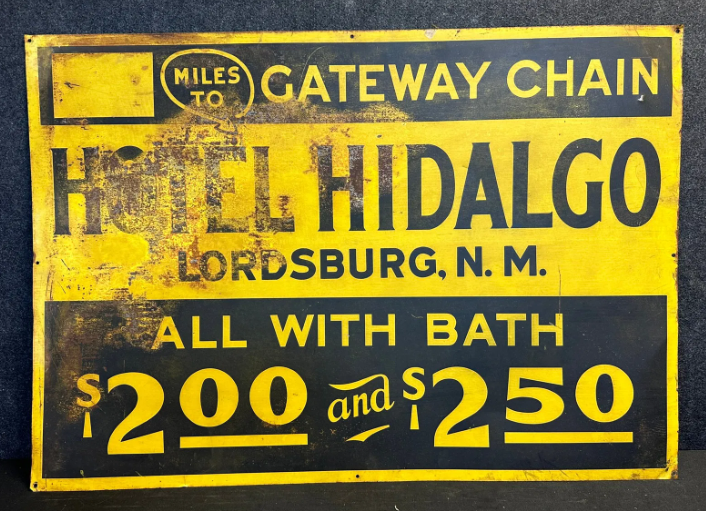 MILES TO GATEWAY CHAIN
HOTEL HIDALGO
LORDSBURG, N. M.
ALL WITH BATH
$200 and $250